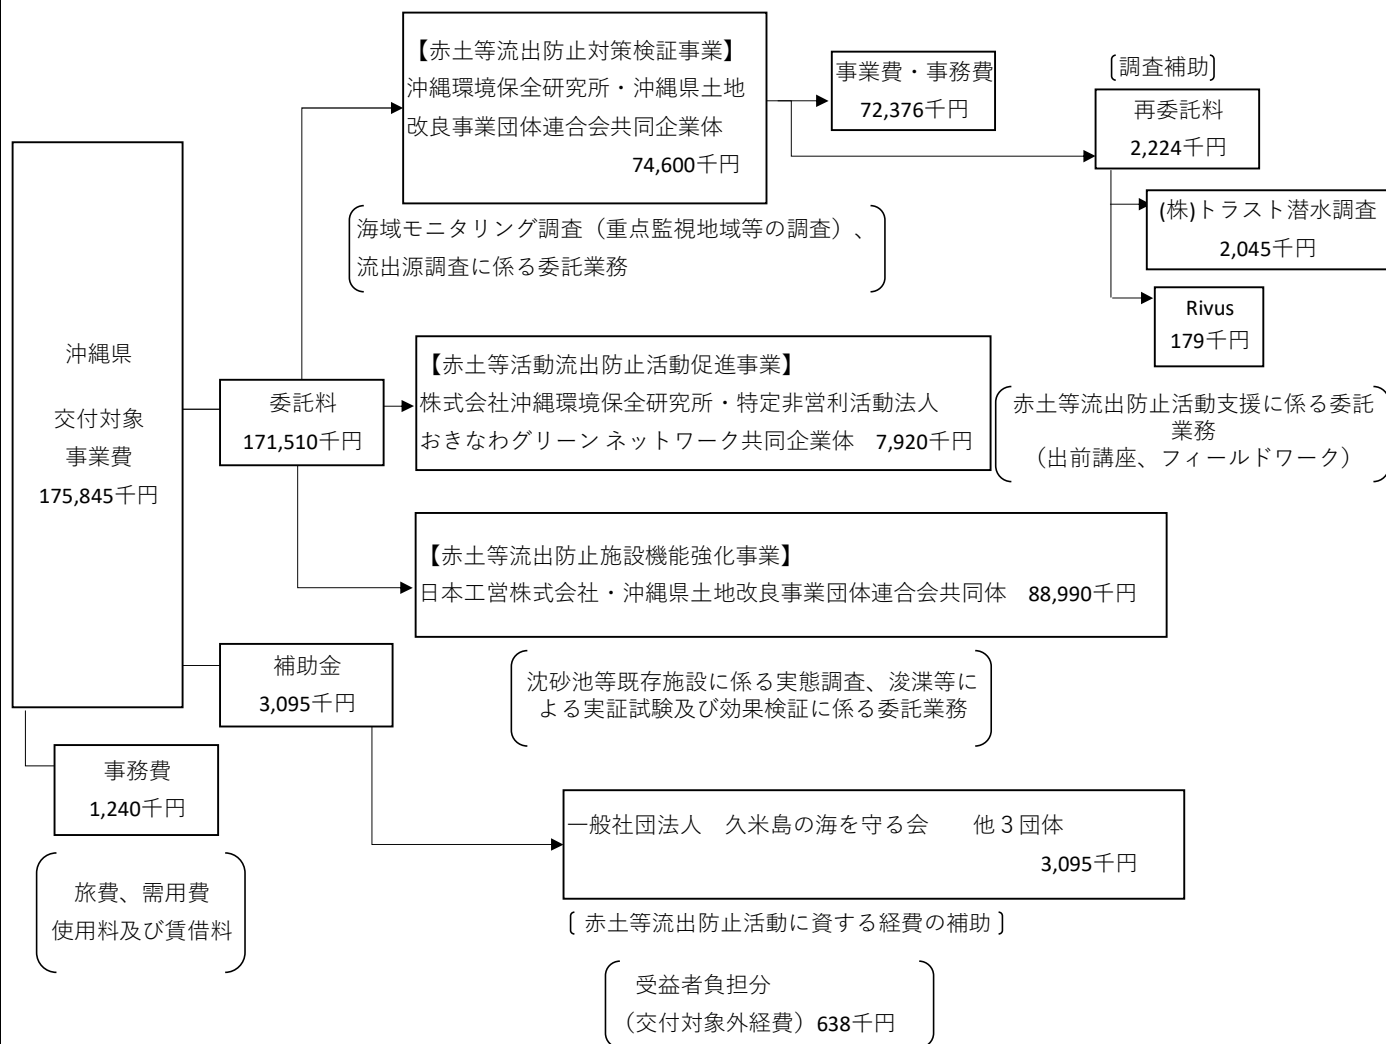 【赤土等流出防止対策検証事業】
沖縄環境保全研究所・沖縄県土地
改良事業団体連合会共同企業体
74,600千円
事業費・事務費
72,376千円
〔調査補助〕
再委託料
2,224千円
(株)トラスト潜水調査
2,045千円
Rivus
179千円
海域モニタリング調査（重点監視地域等の調査）、
流出源調査に係る委託業務
沖縄県
交付対象
事業費
175,845千円
委託料
171,510千円
【赤土等活動流出防止活動促進事業】
株式会社沖縄環境保全研究所・特定非営利活動法人
おきなわグリーン ネットワーク共同企業体　7,920千円
赤土等流出防止活動支援に係る委託
業務
（出前講座、フィールドワーク）
【赤土等流出防止施設機能強化事業】
日本工営株式会社・沖縄県土地改良事業団体連合会共同体　88,990千円
沈砂池等既存施設に係る実態調査、浚渫等に
よる実証試験及び効果検証に係る委託業務
補助金
3,095千円
事務費
1,240千円
旅費、需用費
使用料及び賃借料
一般社団法人　久米島の海を守る会　　他３団体
3,095千円
〔 赤土等流出防止活動に資する経費の補助 〕
受益者負担分
（交付対象外経費）638千円